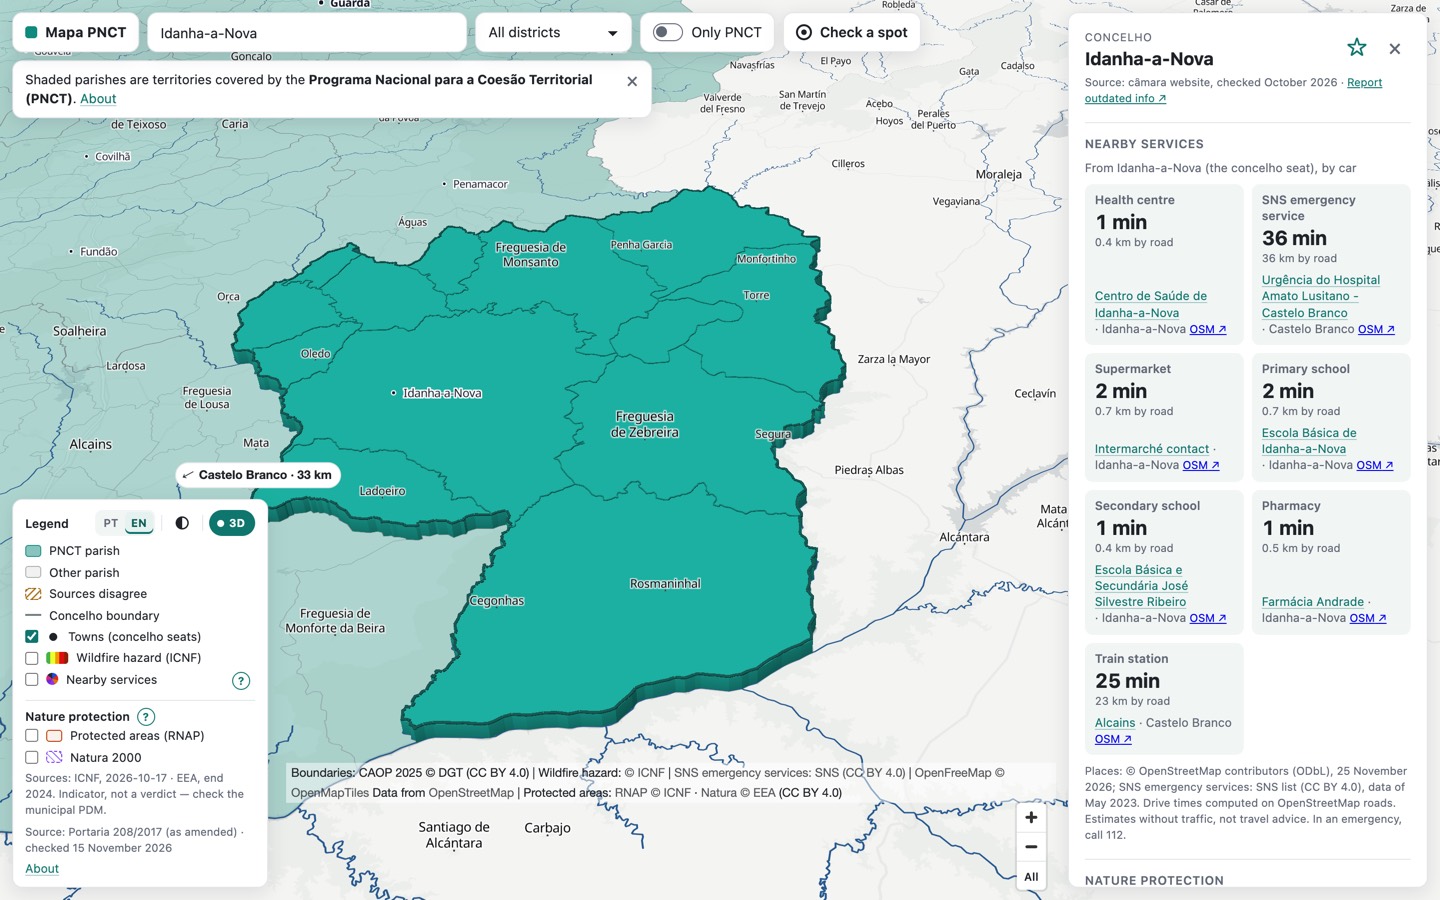 Guarda
Robleda
Casar de
Palomero
Zarza de
Mapa PNCT
Idanha-a-Nova
All districts
Only PNCT
Check a spot
Gonçalo
Navasfrías
El Payo
Gata
Cadalso
Shaded parishes are territories covered by the Programa Nacional para a Coesão Territorial
(PNCT). About
Valverde
del Fresno
San Martín
de Trevejo
Acebo
Hoyos
Perales
del Puerto
de Teixoso
Caria
Covilhã
Penamacor
Cilleros
Moraleja
Vegaviana
Águas
Fundão
Freguesia de
Monsanto
Penha Garcia
Monfortinho
Torre
Orca
Soalheira
Oledo
Lardosa
Zarza la Mayor
Freguesia
de Lousa
Idanha-a-Nova
Ceclavín
Freguesia
de Zebreira
Segura
Alcains
Mata
Piedras Albas
Castelo Branco · 33 km
Ladoeiro
Mata
Alcánt
Alcántara
Rosmaninhal
Cegonhas
Freguesia de
Monforte da Beira
Santiago de
Alcántara
Carbajo
Legend
PT
EN
3D
PNCT parish
Other parish
Sources disagree
Concelho boundary
Towns (concelho seats)
Wildfire hazard (ICNF)
Nearby services
?
Nature protection
?
Protected areas (RNAP)
Natura 2000
Sources: ICNF, 2026-10-17 · EEA, end
2024. Indicator, not a verdict — check the
municipal PDM.
Source: Portaria 208/2017 (as amended) ·
checked 15 November 2026
About
Boundaries: CAOP 2025 © DGT (CC BY 4.0) | Wildfire hazard: © ICNF | SNS emergency services: SNS (CC BY 4.0) | OpenFreeMap ©
OpenMapTiles Data from OpenStreetMap | Protected areas: RNAP © ICNF · Natura © EEA (CC BY 4.0)
+
−
All
CONCELHO
Idanha-a-Nova
Source: câmara website, checked October 2026 · Report
outdated info ↗
NEARBY SERVICES
From Idanha-a-Nova (the concelho seat), by car
Health centre
1 min
0.4 km by road
Centro de Saúde de
Idanha-a-Nova
· Idanha-a-Nova OSM ↗
SNS emergency
service
36 min
36 km by road
Urgência do Hospital
Amato Lusitano -
Castelo Branco
· Castelo Branco OSM ↗
Supermarket
2 min
0.7 km by road
Intermarché contact ·
Idanha-a-Nova OSM ↗
Primary school
2 min
0.7 km by road
Escola Básica de
Idanha-a-Nova
· Idanha-a-Nova OSM ↗
Secondary school
1 min
0.4 km by road
Escola Básica e
Secundária José
Silvestre Ribeiro
· Idanha-a-Nova OSM ↗
Pharmacy
1 min
0.5 km by road
Farmácia Andrade ·
Idanha-a-Nova OSM ↗
Train station
25 min
23 km by road
Alcains · Castelo Branco
OSM ↗
Places: © OpenStreetMap contributors (ODbL), 25 November
2026; SNS emergency services: SNS list (CC BY 4.0), data of
May 2023. Drive times computed on OpenStreetMap roads.
Estimates without traffic, not travel advice. In an emergency,
call 112.
NATURE PROTECTION